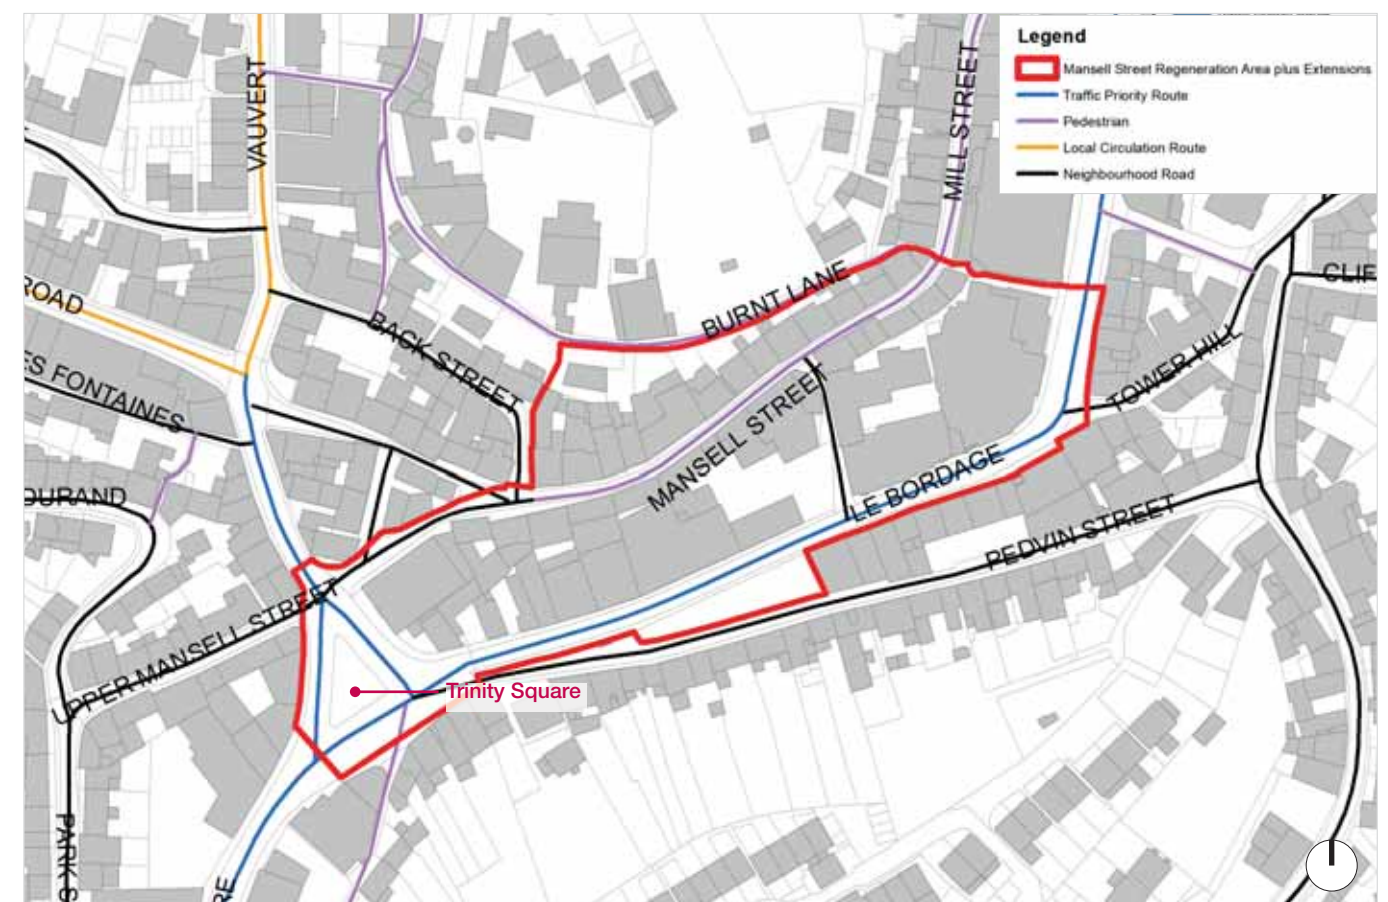 Legend
Mansell Street Regeneration Area plus Extensions
Traffic Priority Route
Pedestrian
Local Circulation Route
Neighbourhood Road
VAUVERT
MILL STREET
ROAD
BURNT LANE
CLIF
BACK STREET
TOWER HILL
ES FONTAINES
MANSELL STREET
LE BORDAGE
DURAND
PEDVIN STREET
UPPER MANSELL STREET
Trinity Square
PARK S
RE